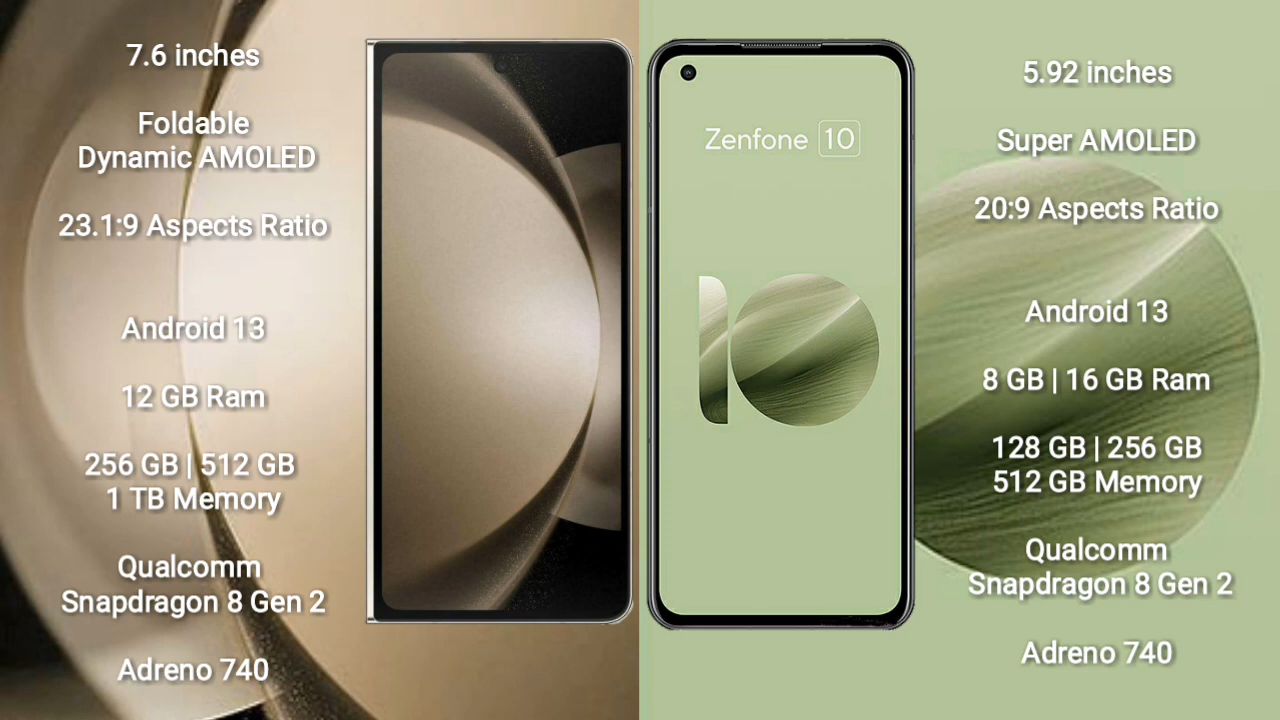 7.6 inches
Foldable
Dynamic AMOLED
23.1:9 Aspects Ratio
Android 13
12 GB Ram
256 GB | 512 GB
1 TB Memory
Qualcomm
Snapdragon 8 Gen 2
Adreno 740
Zenfone 10
10
5.92 inches
Super AMOLED
20:9 Aspects Ratio
Android 13
8 GB | 16 GB Ram
128 GB | 256 GB
512 GB Memory
Qualcomm
Snapdragon 8 Gen 2
Adreno 740